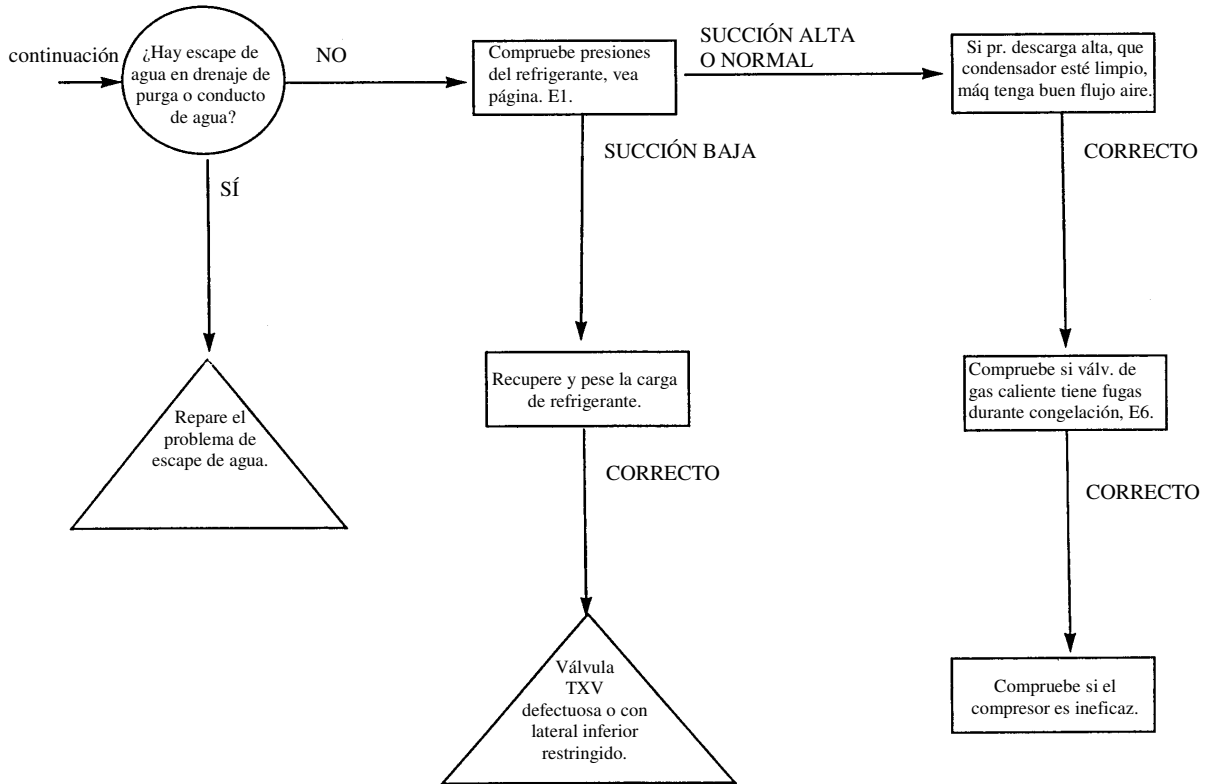 continuación
¿Hay escape de
agua en drenaje de
purga o conducto
de agua?
NO
Compruebe presiones
del refrigerante, vea
página. E1.
SUCCIÓN ALTA
O NORMAL
Si pr. descarga alta, que
condensador esté limpio,
máq tenga buen flujo aire.
SÍ
SUCCIÓN BAJA
CORRECTO
Repare el
problema de
escape de agua.
Recupere y pese la carga
de refrigerante.
Compruebe si válv. de
gas caliente tiene fugas
durante congelación, E6.
CORRECTO
CORRECTO
Válvula
TXV
defectuosa o con
lateral inferior
restringido.
Compruebe si el
compresor es ineficaz.